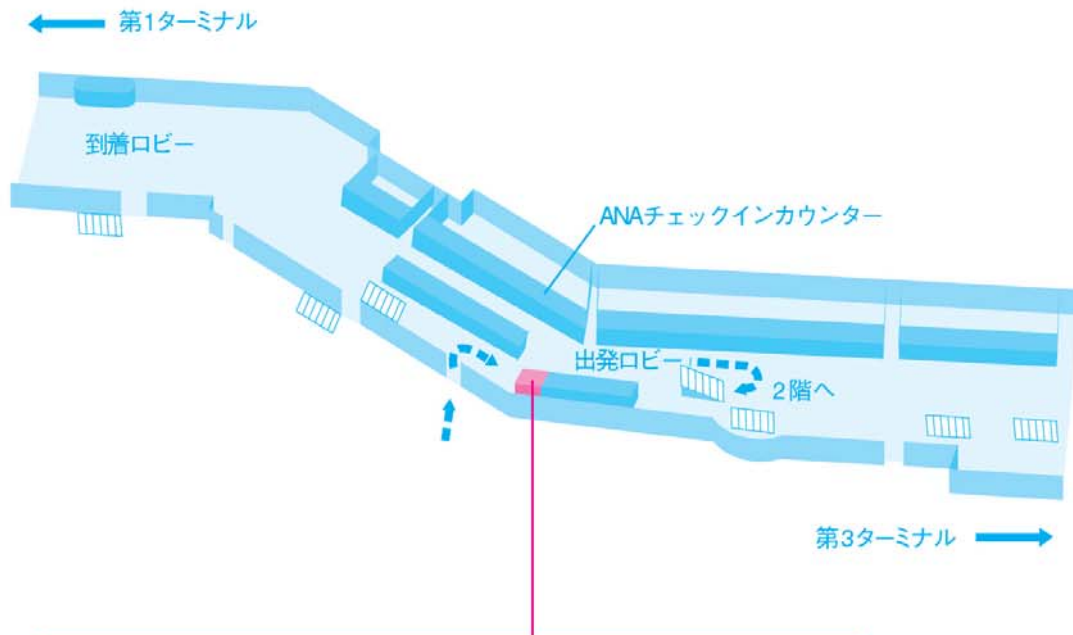 第1ターミナル
到着ロビー
ANAチェックインカウンター
出発ロビー
2階へ
第3ターミナル